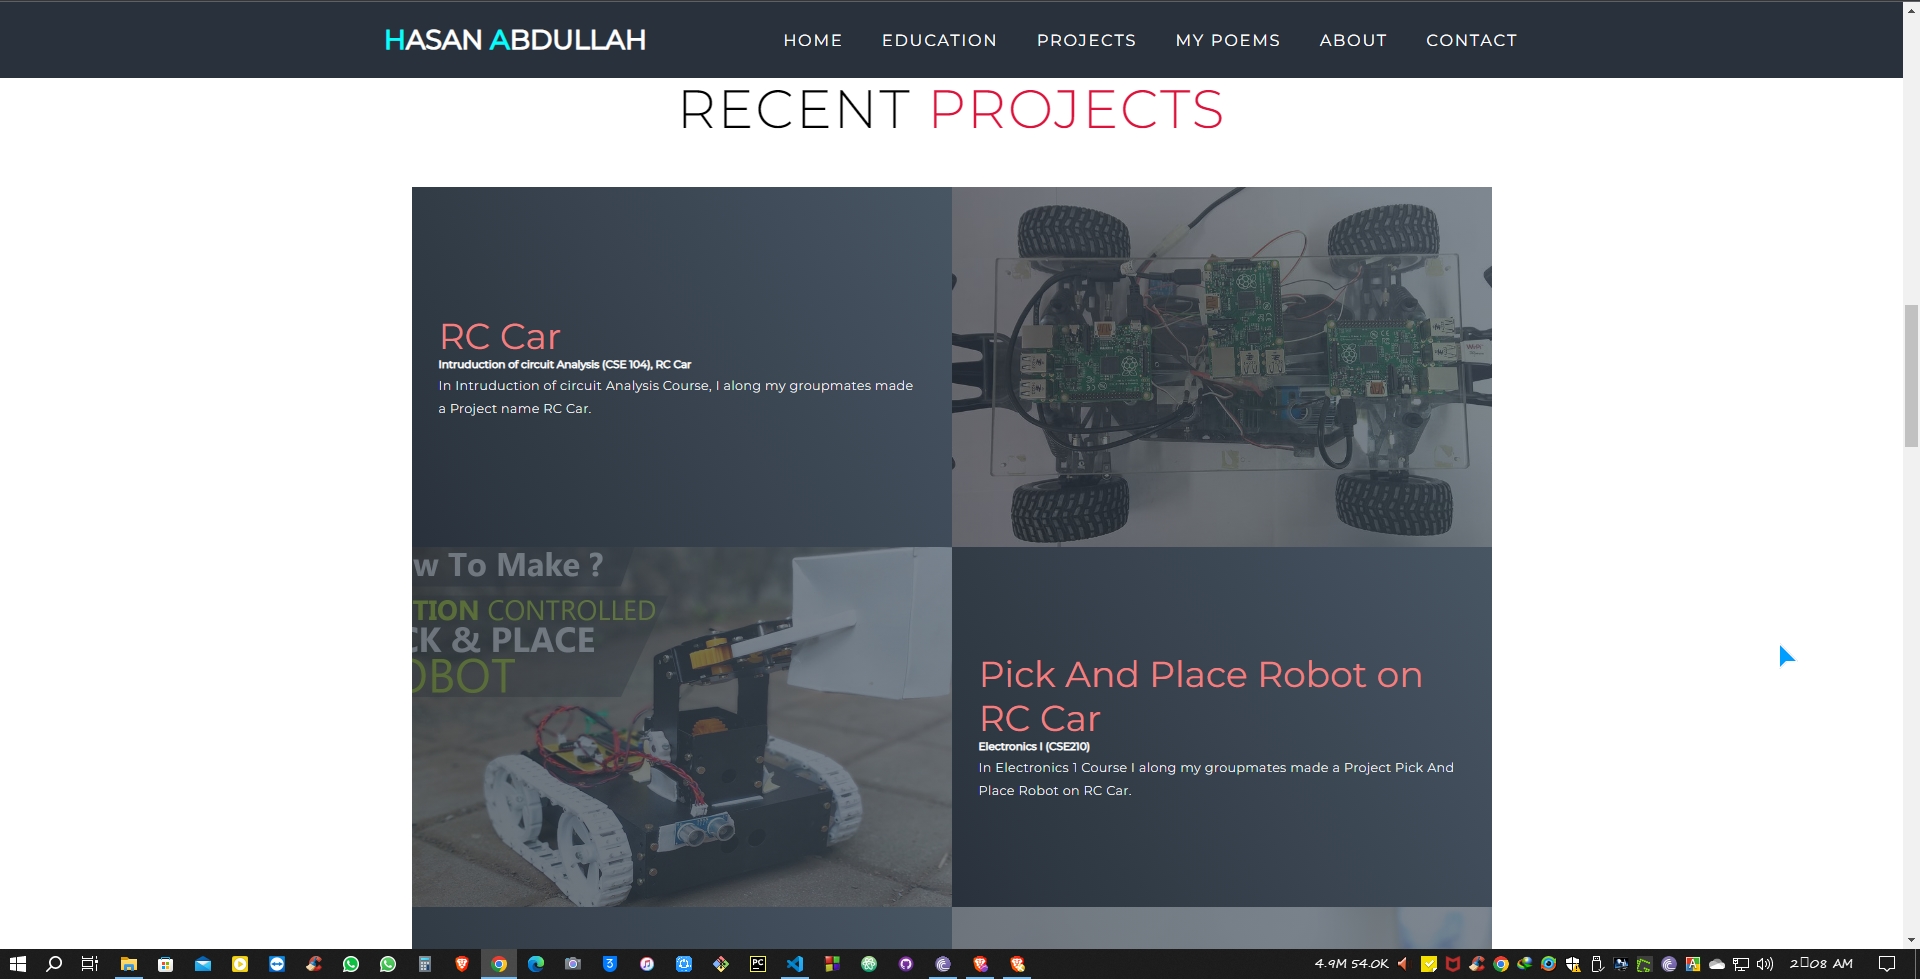 HASAN ABDULLAH
HOME EDUCATION PROJECTS MY POEMS ABOUT CONTACT
RECENT PROJECTS
RC Car
Intruduction of circuit Analysis (CSE 104), RC Car
In Intruduction of circuit Analysis Course, I along my groupmates made
a Project name RC Car.
w To Make ?
TION CONTROLLED
CK & PLACE
OBOT
Pick And Place Robot on
RC Car
Electronics I (CSE210)
In Electronics 1 Course I along my groupmates made a Project Pick And
Place Robot on RC Car.
4.9M 54.0K
2▯08 AM